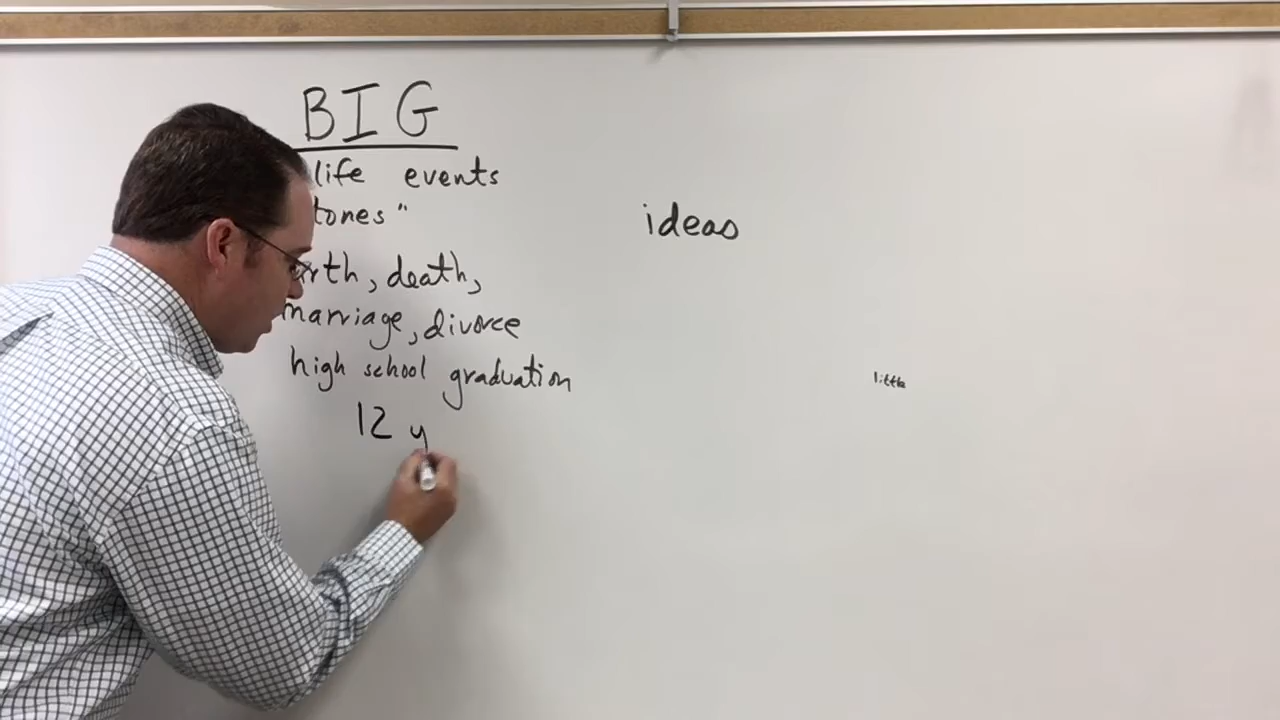 BIG
life events
tones"
rth, death,
marriage, divorce
high school graduation
12 y
ideas
little